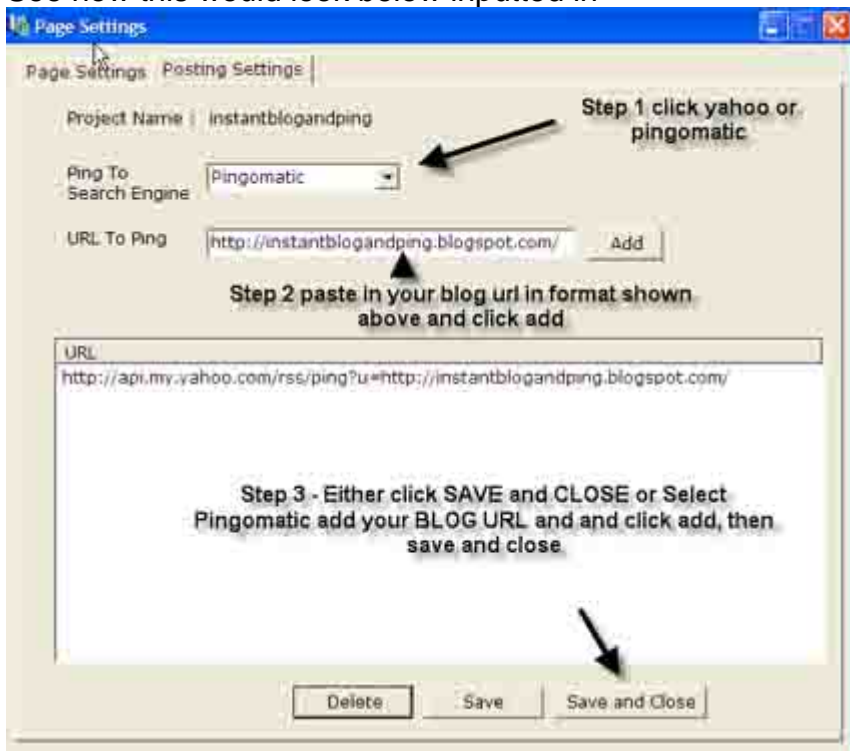 See how this would look below inputted in
Page Settings
Page Settings Posting Settings
Project Name : instantblogandping
Step 1 click yahoo or
pingomatic
Ping To
Search Engine
Pingomatic
URL To Ping http://instantblogandping.blogspot.com/ Add
Step 2 paste in your blog url in format shown
above and click add
URL
http://api.my.yahoo.com/rss/ping?u=http://instantblogandping.blogspot.com/
Step 3 - Either click SAVE and CLOSE or Select
Pingomatic add your BLOG URL and and click add, then
save and close
Delete Save Save and Close